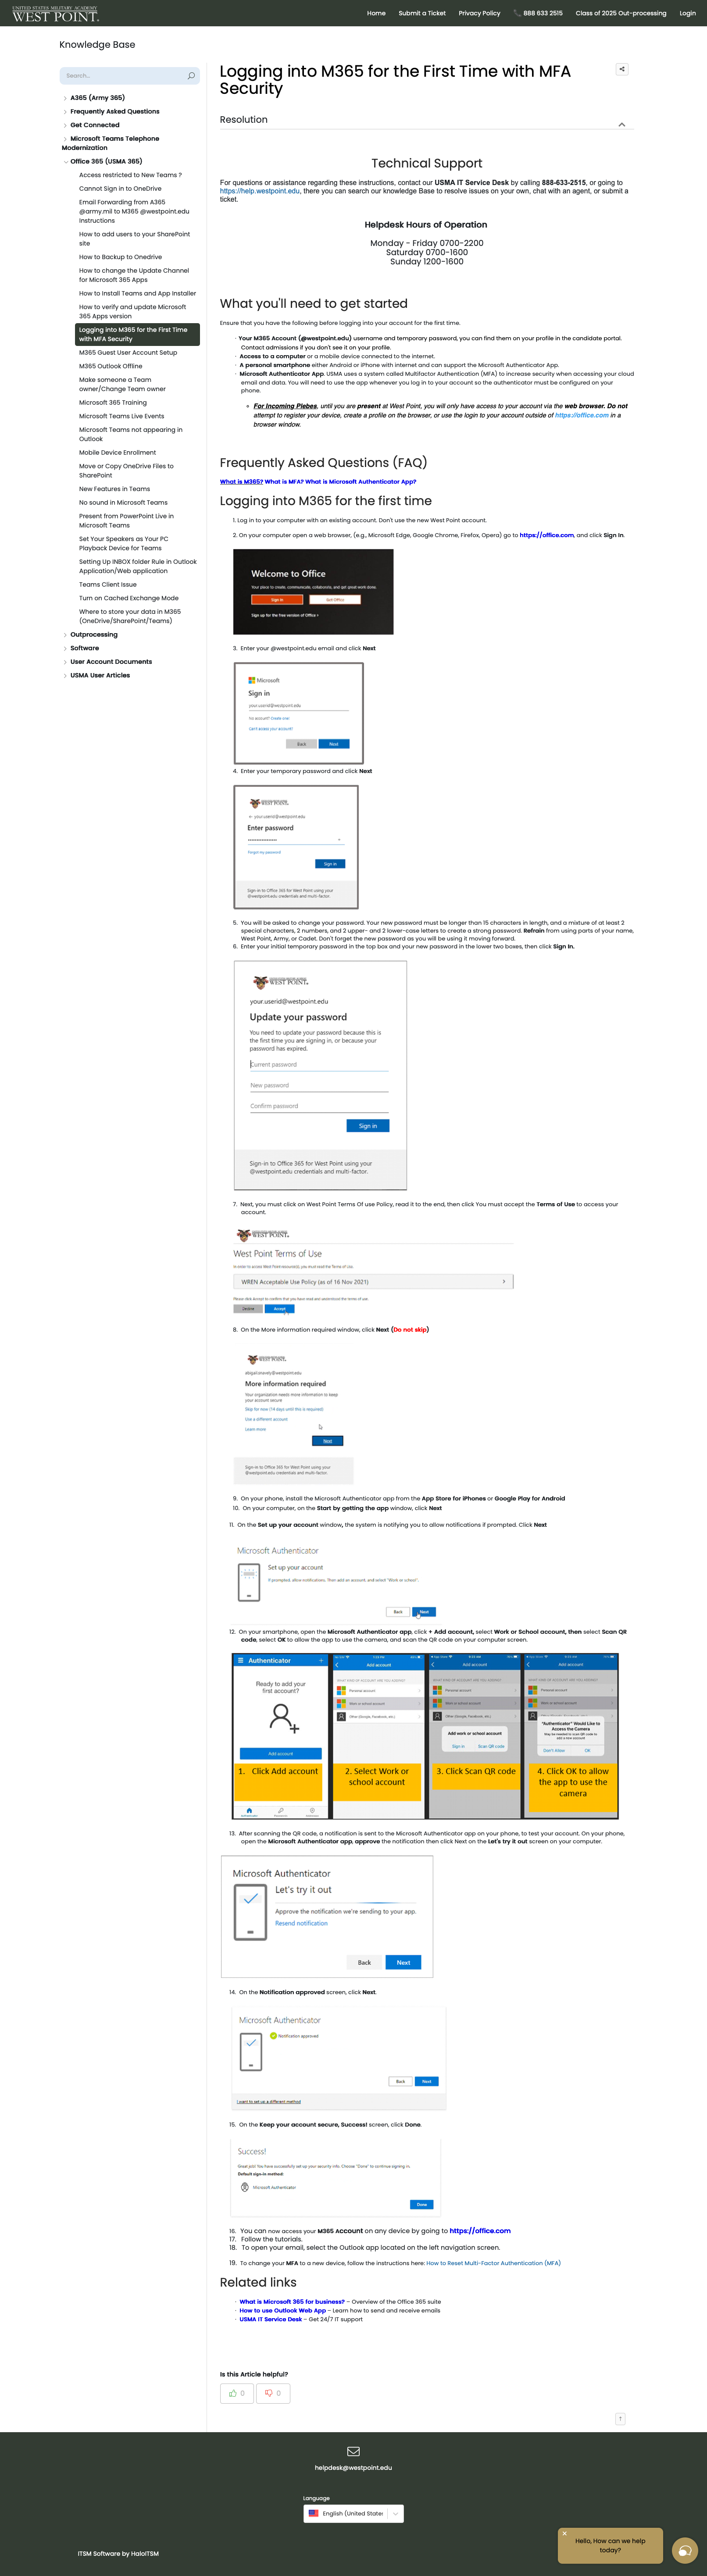 UNITED STATES MILITARY ACADEMY
WEST POINT.
Home
Submit a Ticket
Privacy Policy
888 633 2515
Class of 2025 Out-processing
Login
Knowledge Base
Search...
A365 (Army 365)
Frequently Asked Questions
Get Connected
Microsoft Teams Telephone
Modernization
Office 365 (USMA 365)
Access restricted to New Teams ?
Cannot Sign in to OneDrive
Email Forwarding from A365
@army.mil to M365 @westpoint.edu
Instructions
How to add users to your SharePoint
site
How to Backup to Onedrive
How to change the Update Channel
for Microsoft 365 Apps
How to Install Teams and App Installer
How to verify and update Microsoft
365 Apps version
Logging into M365 for the First Time
with MFA Security
M365 Guest User Account Setup
M365 Outlook Offline
Make someone a Team
owner/Change Team owner
Microsoft 365 Training
Microsoft Teams Live Events
Microsoft Teams not appearing in
Outlook
Mobile Device Enrollment
Move or Copy OneDrive Files to
SharePoint
New Features in Teams
No sound in Microsoft Teams
Present from PowerPoint Live in
Microsoft Teams
Set Your Speakers as Your PC
Playback Device for Teams
Setting Up INBOX folder Rule in Outlook
Application/Web application
Teams Client Issue
Turn on Cached Exchange Mode
Where to store your data in M365
(OneDrive/SharePoint/Teams)
Outprocessing
Software
User Account Documents
USMA User Articles
Logging into M365 for the First Time with MFA
Security
Resolution
Technical Support
For questions or assistance regarding these instructions, contact our USMA IT Service Desk by calling 888-633-2515, or going to
https://help.westpoint.edu, there you can search our knowledge Base to resolve issues on your own, chat with an agent, or submit a
ticket.
Helpdesk Hours of Operation
Monday - Friday 0700-2200
Saturday 0700-1600
Sunday 1200-1600
What you'll need to get started
Ensure that you have the following before logging into your account for the first time.
· Your M365 Account (@westpoint.edu) username and temporary password, you can find them on your profile in the candidate portal.
Contact admissions if you don't see it on your profile.
· Access to a computer or a mobile device connected to the internet.
· A personal smartphone either Android or iPhone with internet and can support the Microsoft Authenticator App.
· Microsoft Authenticator App. USMA uses a system called Multifactor Authentication (MFA) to increase security when accessing your cloud
email and data. You will need to use the app whenever you log in to your account so the authenticator must be configured on your
phone.
For Incoming Plebes, until you are present at West Point, you will only have access to your account via the web browser. Do not
attempt to register your device, create a profile on the browser, or use the login to your account outside of https://office.com in a
browser window.
Frequently Asked Questions (FAQ)
What is M365? What is MFA? What is Microsoft Authenticator App?
Logging into M365 for the first time
1. Log in to your computer with an existing account. Don't use the new West Point account.
2. On your computer open a web browser, (e.g., Microsoft Edge, Google Chrome, Firefox, Opera) go to https://office.com, and click Sign In.
Welcome to Office
Your place to create, communicate, collaborate, and get great work done.
Sign in
Get Office
Sign up for the free version of Office >
3. Enter your @westpoint.edu email and click Next
Microsoft
Sign in
your.userid@westpoint.edu
No account? Create one!
Can't access your account?
Back
Next
4. Enter your temporary password and click Next
WEST POINT.
your.userid@westpoint.edu
Enter password
Forgot my password
Sign in
Sign-in to Office 365 for West Point using your
@westpoint.edu credentials and multi-factor.
5. You will be asked to change your password. Your new password must be longer than 15 characters in length, and a mixture of at least 2
special characters, 2 numbers, and 2 upper- and 2 lower-case letters to create a strong password. Refrain from using parts of your name,
West Point, Army, or Cadet. Don't forget the new password as you will be using it moving forward.
6. Enter your initial temporary password in the top box and your new password in the lower two boxes, then click Sign In.
WEST POINT.
your.userid@westpoint.edu
Update your password
You need to update your password because this is
the first time you are signing in, or because your
password has expired.
Current password
New password
Confirm password
Sign in
Sign-in to Office 365 for West Point using your
@westpoint.edu credentials and multi-factor.
7. Next, you must click on West Point Terms Of use Policy, read it to the end, then click You must accept the Terms of Use to access your
account.
WEST POINT.
West Point Terms of Use
In order to access West Point resource(s), you must read the Terms of Use.
WREN Acceptable Use Policy (as of 16 Nov 2021)
Please click Accept to confirm that you have read and understood the terms of use.
Decline
Accept
8. On the More information required window, click Next (Do not skip)
WEST POINT.
More information required
Your organization needs more information to keep
your account secure
Skip for now (14 days until this is required)
Use a different account
Learn more
Next
Sign-in to Office 365 for West Point using your
@westpoint.edu credentials and multi-factor.
9. On your phone, install the Microsoft Authenticator app from the App Store for iPhones or Google Play for Android
10. On your computer, on the Start by getting the app window, click Next
11. On the Set up your account window, the system is notifying you to allow notifications if prompted. Click Next
Microsoft Authenticator
Set up your account
If prompted, allow notifications. Then add an account, and select "Work or school".
Back
Next
12. On your smartphone, open the Microsoft Authenticator app, click + Add account, select Work or School account, then select Scan QR
code, select OK to allow the app to use the camera, and scan the QR code on your computer screen.
Authenticator
Ready to add your
first account?
Add account
1. Click Add account
Add account
Personal account
Work or school account
Other (Google, Facebook, etc.)
2. Select Work or
school account
Add account
Personal account
Work or school account
Add work or school account
Sign in
Scan QR code
3. Click Scan QR code
Add account
Personal account
Work or school account
"Authenticator" Would Like to
Access the Camera
Don't Allow
OK
4. Click OK to allow
the app to use the
camera
13. After scanning the QR code, a notification is sent to the Microsoft Authenticator app on your phone, to test your account. On your phone,
open the Microsoft Authenticator app, approve the notification then click Next on the Let's try it out screen on your computer.
Microsoft Authenticator
Let's try it out
Approve the notification we're sending to your app.
Resend notification
Back
Next
14. On the Notification approved screen, click Next.
Microsoft Authenticator
Notification approved
Back
Next
I want to set up a different method
15. On the Keep your account secure, Success! screen, click Done.
Success!
Great job! You have successfully set up your security info. Choose "Done" to continue signing in.
Default sign-in method:
Microsoft Authenticator
Done
16. You can now access your M365 Account on any device by going to https://office.com
17. Follow the tutorials.
18. To open your email, select the Outlook app located on the left navigation screen.
19. To change your MFA to a new device, follow the instructions here: How to Reset Multi-Factor Authentication (MFA)
Related links
· What is Microsoft 365 for business? – Overview of the Office 365 suite
· How to use Outlook Web App – Learn how to send and receive emails
· USMA IT Service Desk – Get 24/7 IT support
Is this Article helpful?
0
0
helpdesk@westpoint.edu
Language
English (United States
ITSM Software by HaloITSM
Hello, How can we help
today?